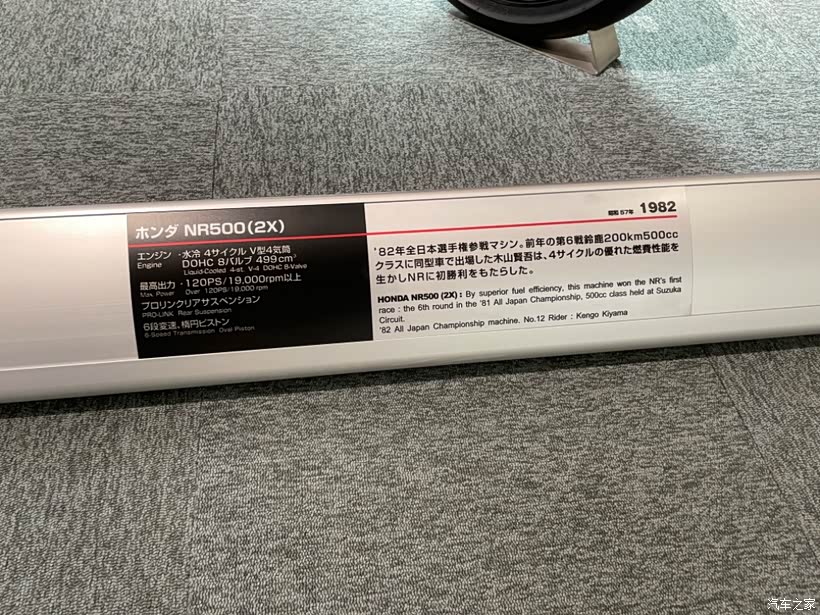 ホンダ NR500(2X)
エンジン・水冷 4サイクル V型4気筒
Engine DOHC 8バルブ 499cm³
Liquid-Cooled 4-st. V-4 DOHC 8-Valve
最高出力・120PS/19,000rpm以上
Max. Power Over 120PS/19,000 rpm
プロリンクリアサスペンション
PRO-LINK Rear Suspension
6段変速、楕円ピストン
6-Speed Transmission, Oval Piston
昭和 57年 1982
'82年全日本選手権参戦マシン。前年の第6戦鈴鹿200km500cc
クラスに同型車で出場した木山賢吾は、4サイクルの優れた燃費性能を
生かしNRに初勝利をもたらした。
HONDA NR500 (2X) : By superior fuel efficiency, this machine won the NR's first
race : the 6th round in the '81 All Japan Championship, 500cc class held at Suzuka
Circuit.
'82 All Japan Championship machine. No.12 Rider : Kengo Kiyama
汽车之家